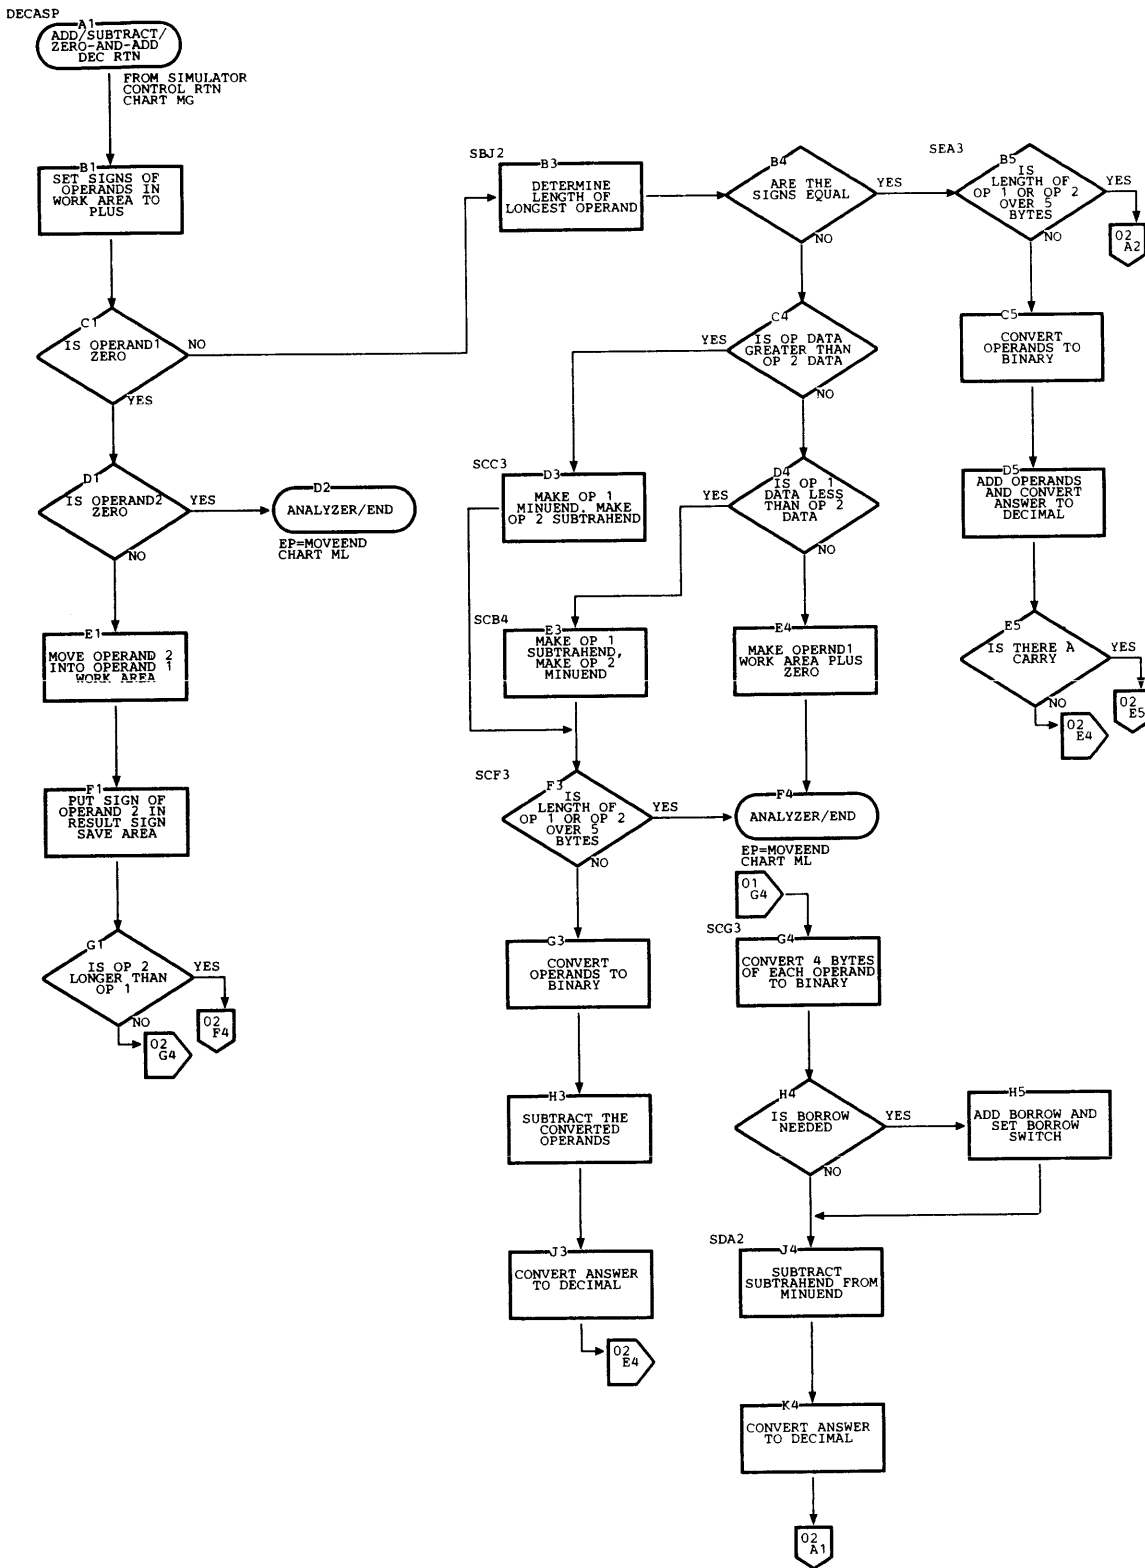 DECASP
A1
ADD/SUBTRACT/
ZERO-AND-ADD
DEC RTN
FROM SIMULATOR
CONTROL RTN
CHART MG
B1
SET SIGNS OF
OPERANDS IN
WORK AREA TO
PLUS
C1
IS OPERAND1
ZERO
NO
YES
D1
IS OPERAND2
ZERO
YES
NO
D2
ANALYZER/END
EP=MOVEEND
CHART ML
E1
MOVE OPERAND 2
INTO OPERAND 1
WORK AREA
F1
PUT SIGN OF
OPERAND 2 IN
RESULT SIGN
SAVE AREA
G1
IS OP 2
LONGER THAN
OP 1
YES
NO
02
F4
02
G4
SBJ2
B3
DETERMINE
LENGTH OF
LONGEST OPERAND
B4
ARE THE
SIGNS EQUAL
YES
NO
SEA3
B5
IS
LENGTH OF
OP 1 OR OP 2
OVER 5
BYTES
YES
NO
02
A2
C4
IS OP DATA
GREATER THAN
OP 2 DATA
YES
NO
C5
CONVERT
OPERANDS TO
BINARY
SCC3
D3
MAKE OP 1
MINUEND, MAKE
OP 2 SUBTRAHEND
D4
IS OP 1
DATA LESS
THAN OP 2
DATA
YES
NO
D5
ADD OPERANDS
AND CONVERT
ANSWER TO
DECIMAL
SCB4
E3
MAKE OP 1
SUBTRAHEND,
MAKE OP 2
MINUEND
E4
MAKE OPERND1
WORK AREA PLUS
ZERO
E5
IS THERE A
CARRY
YES
NO
02
E5
02
E4
SCF3
F3
IS
LENGTH OF
OP 1 OR OP 2
OVER 5
BYTES
YES
NO
F4
ANALYZER/END
EP=MOVEEND
CHART ML
01
G4
SCG3
G3
CONVERT
OPERANDS TO
BINARY
G4
CONVERT 4 BYTES
OF EACH OPERAND
TO BINARY
H3
SUBTRACT THE
CONVERTED
OPERANDS
H4
IS BORROW
NEEDED
YES
NO
H5
ADD BORROW AND
SET BORROW
SWITCH
J3
CONVERT ANSWER
TO DECIMAL
02
E4
SDA2
J4
SUBTRACT
SUBTRAHEND FROM
MINUEND
K4
CONVERT ANSWER
TO DECIMAL
02
A1